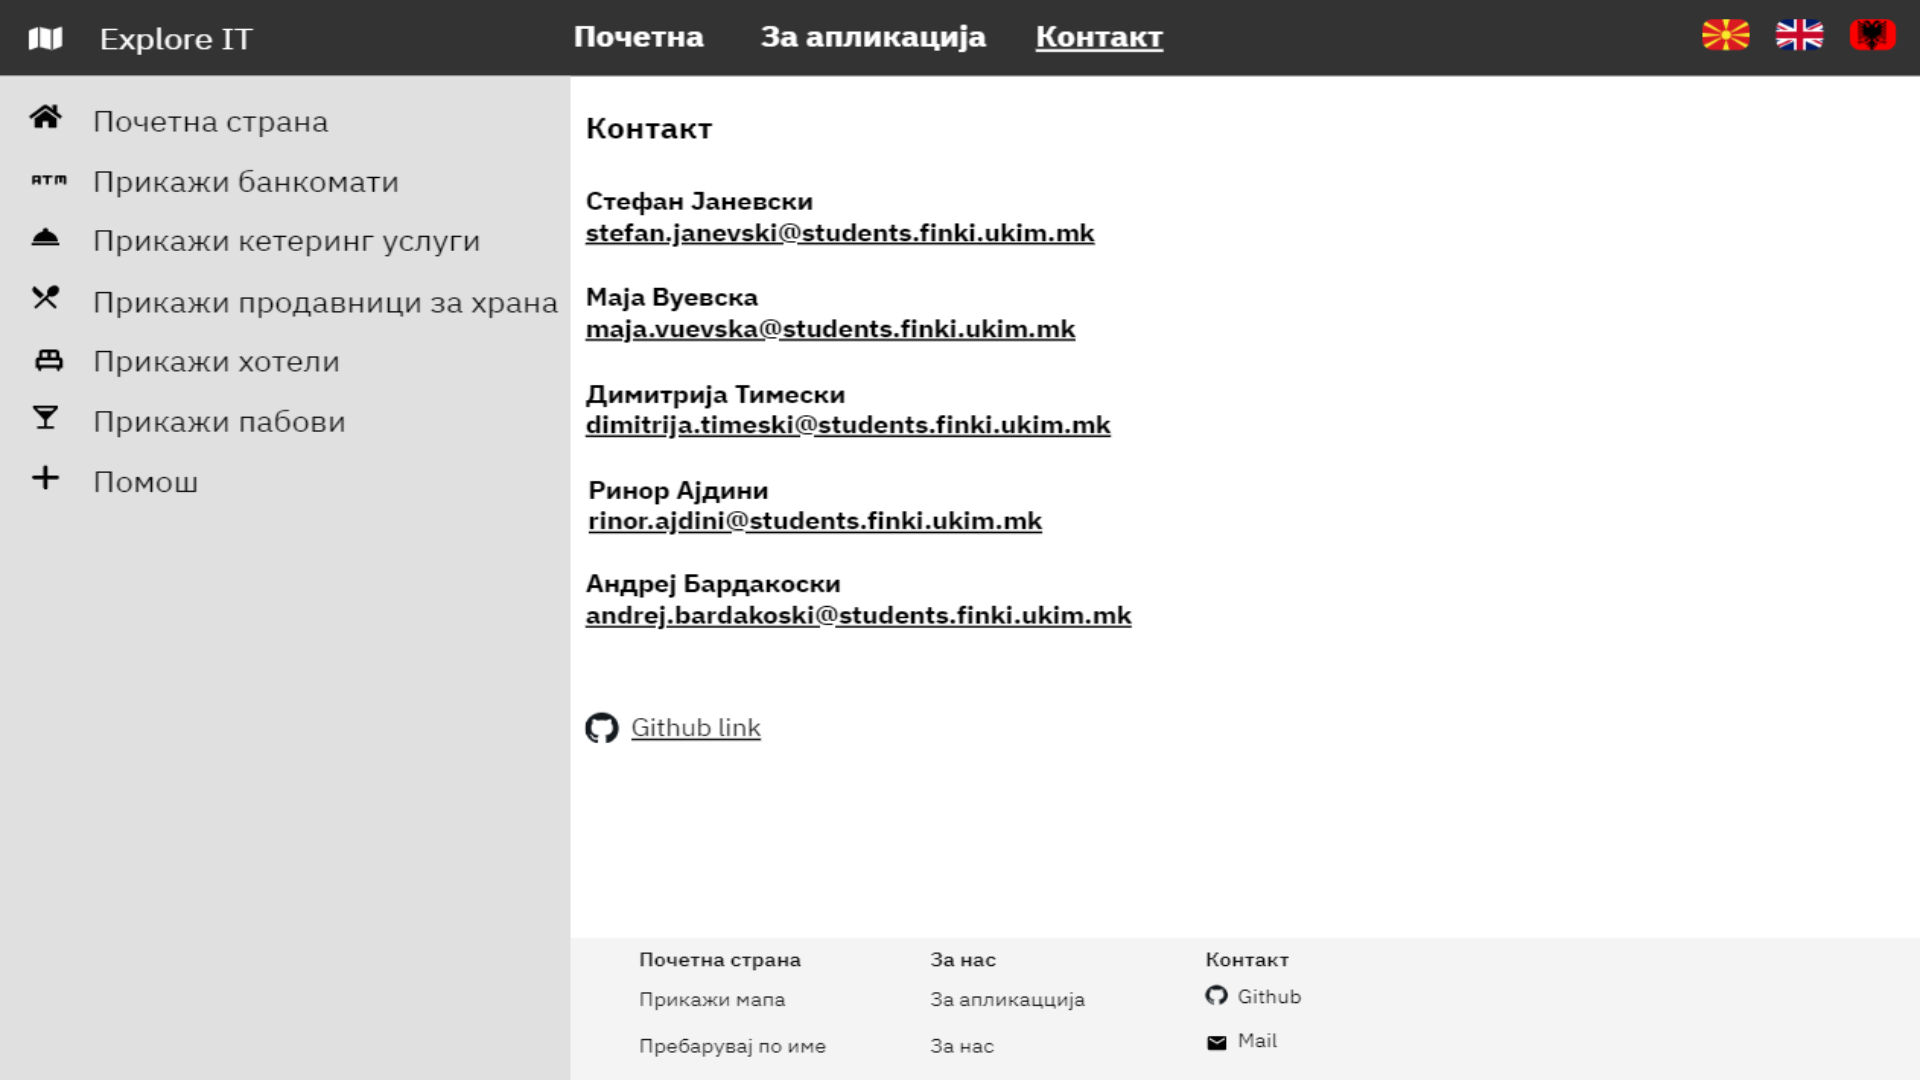 Explore IT
Почетна
За апликација
Контакт
Почетна страна
ATM
Прикажи банкомати
Прикажи кетеринг услуги
Прикажи продавници за храна
Прикажи хотели
Прикажи пабови
Помош
Контакт
Стефан Јаневски
stefan.janevski@students.finki.ukim.mk
Маја Вуевска
maja.vuevska@students.finki.ukim.mk
Димитрија Тимески
dimitrija.timeski@students.finki.ukim.mk
Ринор Ајдини
rinor.ajdini@students.finki.ukim.mk
Андреј Бардакоски
andrej.bardakoski@students.finki.ukim.mk
Github link
Почетна страна
Прикажи мапа
Пребарувај по име
За нас
За апликацција
За нас
Контакт
Github
Mail